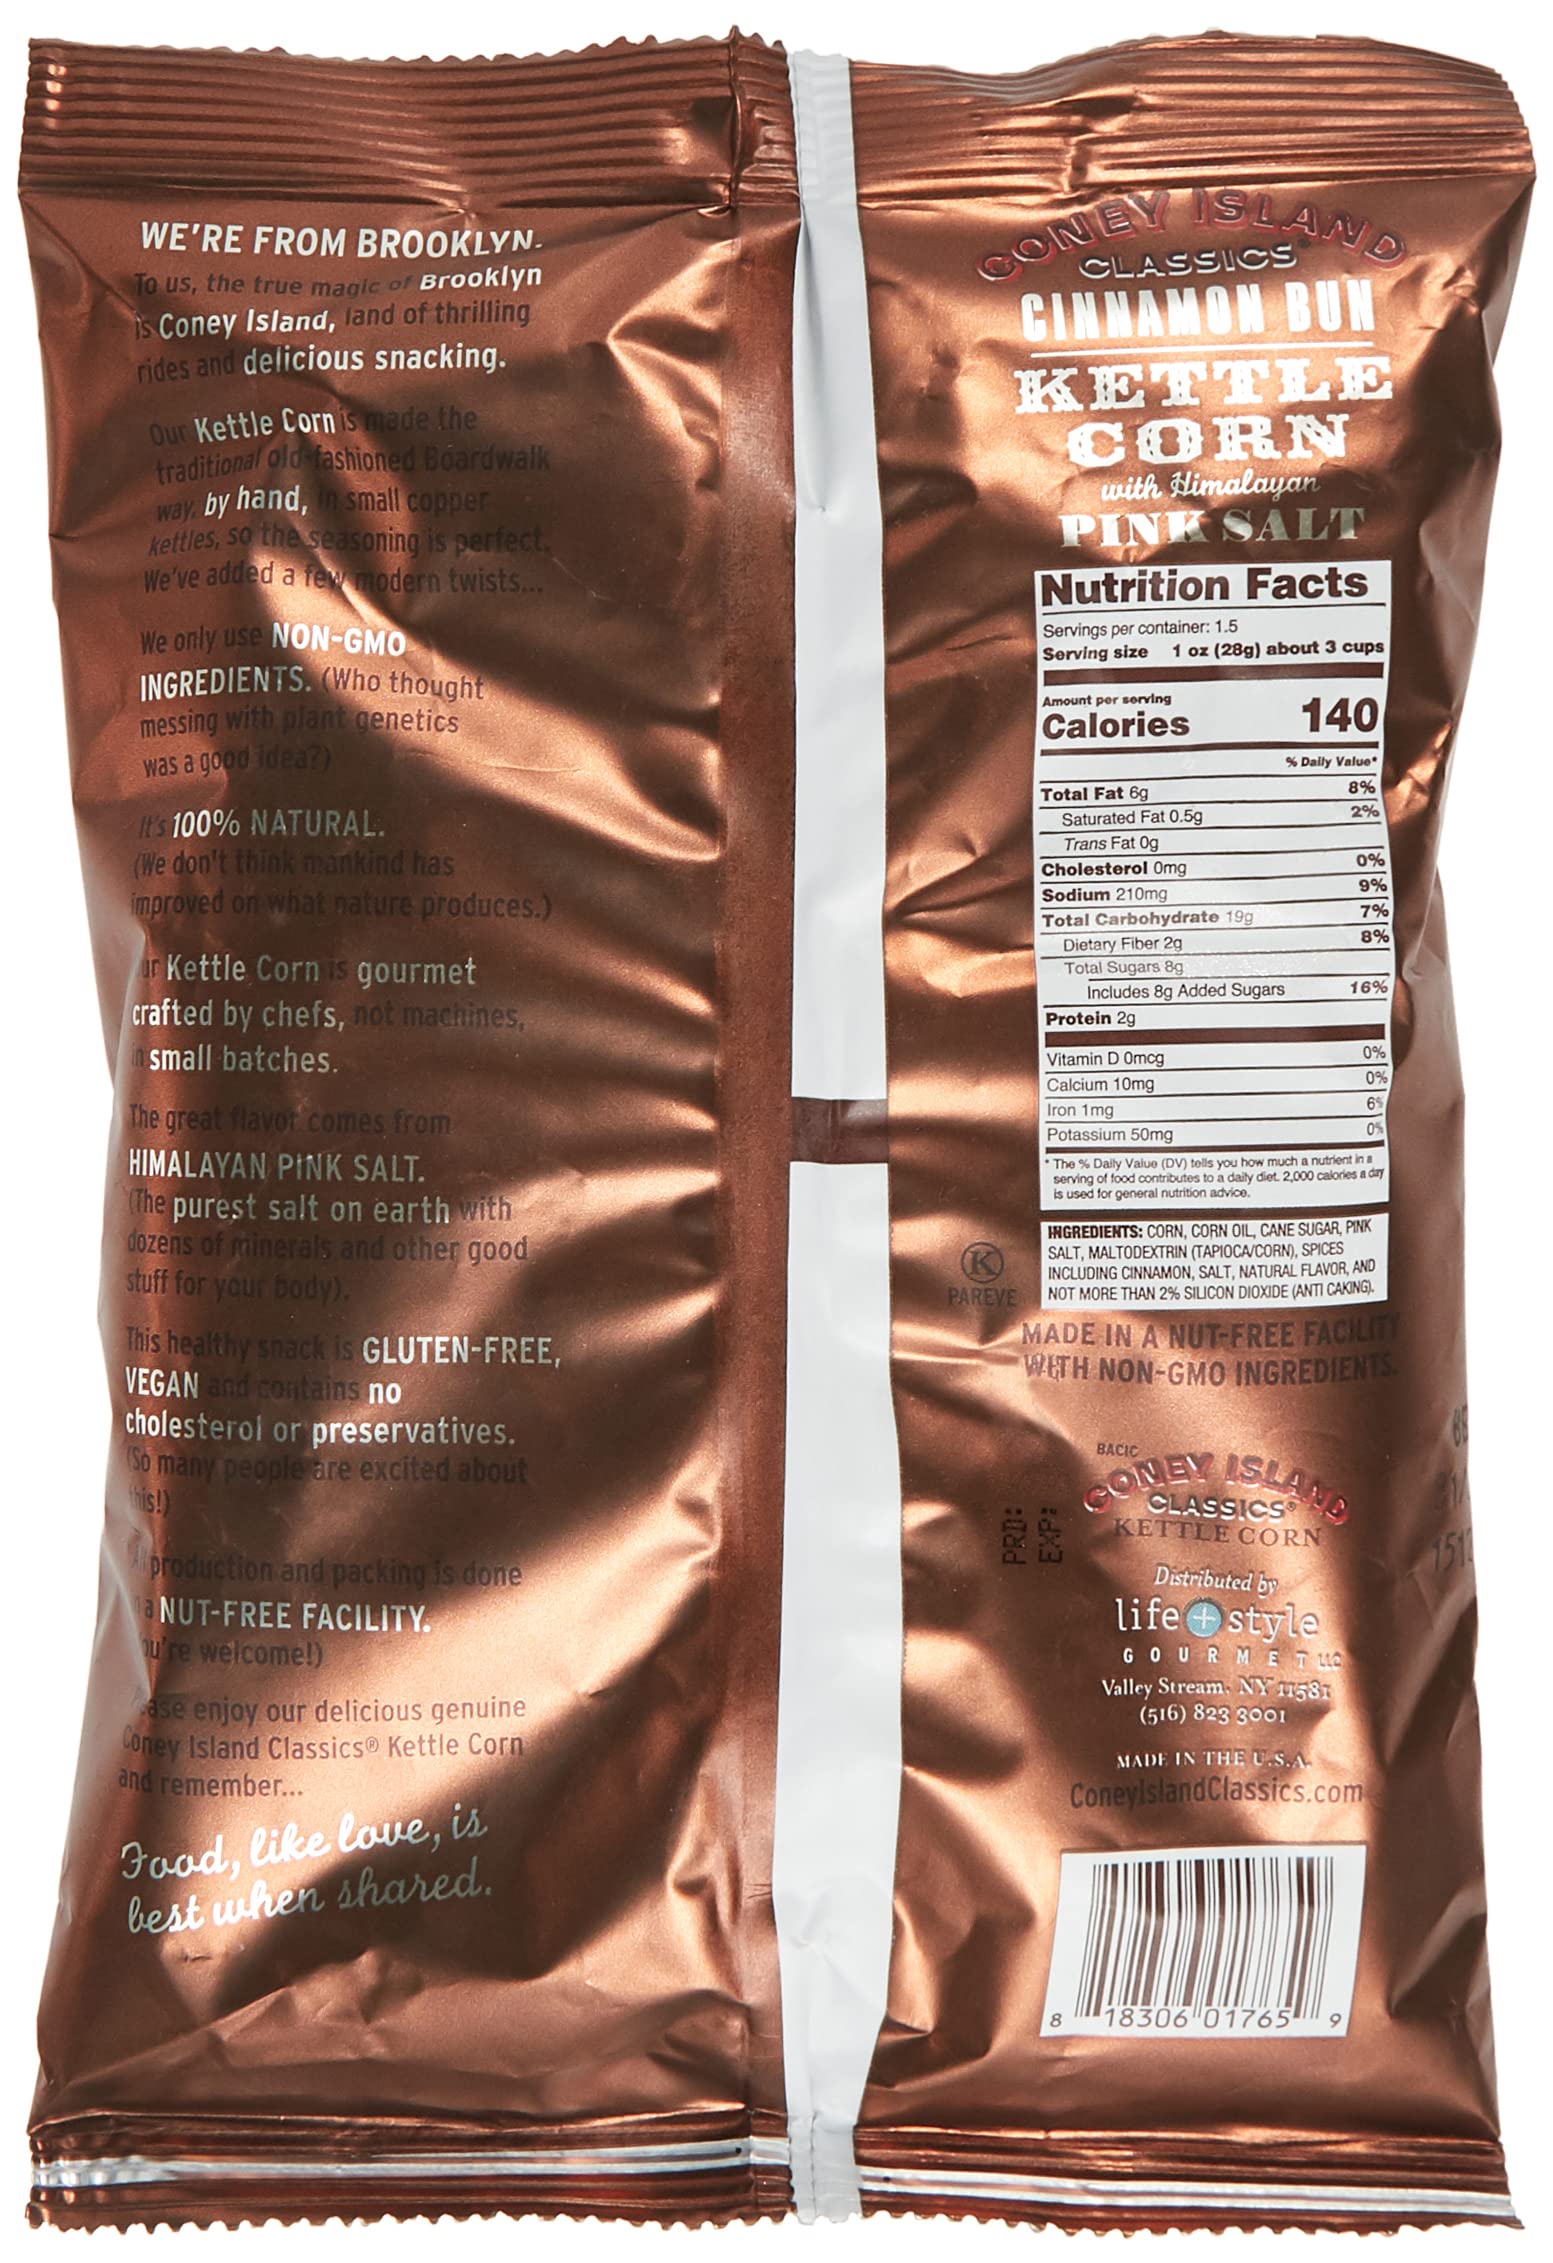 WE'RE FROM BROOKLYN.
To us, the true magic of Brooklyn
is Coney Island, land of thrilling
rides and delicious snacking.
Our Kettle Corn is made the
traditional old-fashioned Boardwalk
way, by hand, in small copper
kettles, so the seasoning is perfect.
We've added a few modern twists...
We only use NON-GMO
INGREDIENTS. (Who thought
messing with plant genetics
was a good idea?)
It's 100% NATURAL.
(We don't think mankind has
improved on what nature produces.)
ur Kettle Corn is gourmet
crafted by chefs, not machines,
in small batches.
The great flavor comes from
HIMALAYAN PINK SALT.
(The purest salt on earth with
dozens of minerals and other good
stuff for your body).
This healthy snack is GLUTEN-FREE,
VEGAN and contains no
cholesterol or preservatives.
(So many people are excited about
this!)
All production and packing is done
a NUT-FREE FACILITY.
ou're welcome!)
ease enjoy our delicious genuine
Coney Island Classics® Kettle Corn
and remember...
Food, like love, is
best when shared.
CONEY ISLAND
CLASSICS®
CINNAMON BUN
KETTLE
CORN
with Himalayan
PINK SALT
Nutrition Facts
Servings per container: 1.5
Serving size 1 oz (28g) about 3 cups
Amount per serving
Calories 140
% Daily Value*
Total Fat 6g 8%
Saturated Fat 0.5g 2%
Trans Fat 0g
Cholesterol 0mg 0%
Sodium 210mg 9%
Total Carbohydrate 19g 7%
Dietary Fiber 2g 8%
Total Sugars 8g
Includes 8g Added Sugars 16%
Protein 2g
Vitamin D 0mcg 0%
Calcium 10mg 0%
Iron 1mg 6%
Potassium 50mg 0%
* The % Daily Value (DV) tells you how much a nutrient in a
serving of food contributes to a daily diet. 2,000 calories a day
is used for general nutrition advice.
INGREDIENTS: CORN, CORN OIL, CANE SUGAR, PINK
SALT, MALTODEXTRIN (TAPIOCA/CORN), SPICES
INCLUDING CINNAMON, SALT, NATURAL FLAVOR, AND
NOT MORE THAN 2% SILICON DIOXIDE (ANTI CAKING).
K
PAREVE
MADE IN A NUT-FREE FACILITY
WITH NON-GMO INGREDIENTS.
BACIC
CONEY ISLAND
CLASSICS®
KETTLE CORN
PRD:
EXP:
Distributed by
life + style
GOURMET LLC
Valley Stream, NY 11581
(516) 823 3001
MADE IN THE U.S.A.
ConeyIslandClassics.com
8 18306 01765 9